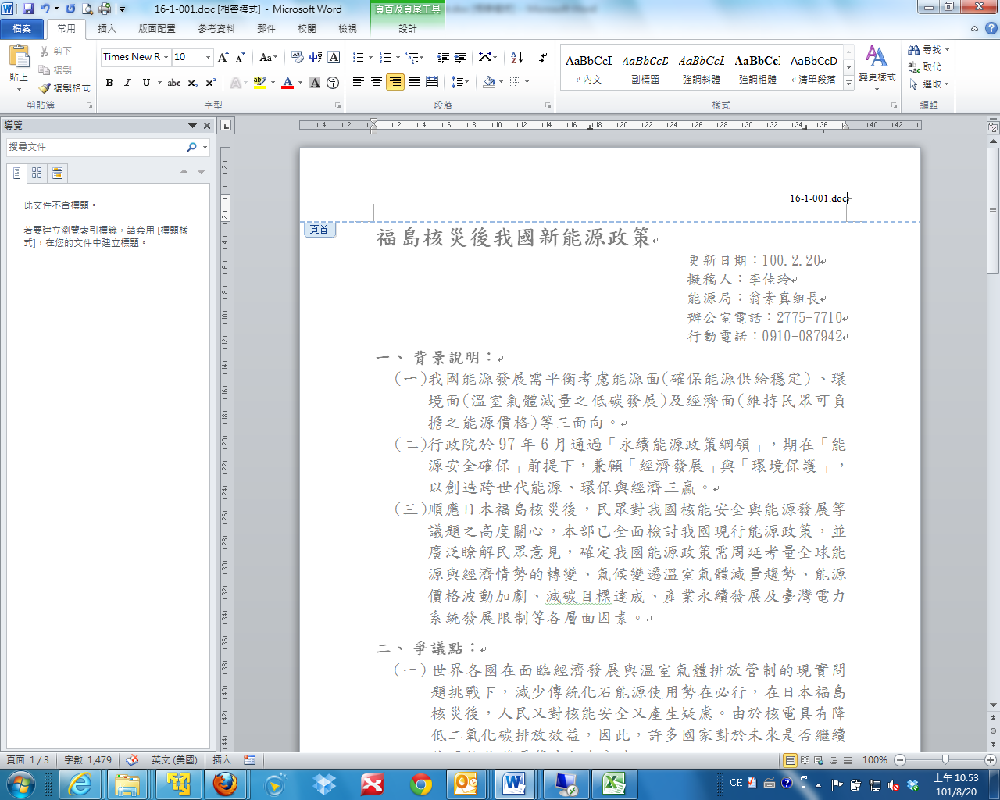 16-1-001.doc [相容模式] - Microsoft Word
頁首及頁尾工具
檔案 常用 插入 版面配置 參考資料 郵件 校閱 檢視 設計
貼上
剪下
複製
複製格式
剪貼簿
Times New R 10
字型
段落
AaBbCcI AaBbCcD AaBbCcL AaBbCcI AaBbCcD
內文 副標題 強調斜體 強調粗體 清單段落
變更樣式
樣式
尋找
取代
選取
編輯
導覽
搜尋文件
此文件不含標題。
若要建立瀏覽索引標籤，請套用 [標題樣
式]，在您的文件中建立標題。
16-1-001.doc
頁首
福島核災後我國新能源政策
更新日期：100.2.20
擬稿人：李佳玲
能源局：翁素真組長
辦公室電話：2775-7710
行動電話：0910-087942
一、 背景說明：
(一)我國能源發展需平衡考慮能源面(確保能源供給穩定)、環
境面(溫室氣體減量之低碳發展)及經濟面(維持民眾可負
擔之能源價格)等三面向。
(二)行政院於 97 年 6 月通過「永續能源政策綱領」，期在「能
源安全確保」前提下，兼顧「經濟發展」與「環境保護」，
以創造跨世代能源、環保與經濟三贏。
(三)順應日本福島核災後，民眾對我國核能安全與能源發展等
議題之高度關心，本部已全面檢討我國現行能源政策，並
廣泛瞭解民眾意見，確定我國能源政策需周延考量全球能
源與經濟情勢的轉變、氣候變遷溫室氣體減量趨勢、能源
價格波動加劇、減碳目標達成、產業永續發展及臺灣電力
系統發展限制等各層面因素。
二、 爭議點：
(一) 世界各國在面臨經濟發展與溫室氣體排放管制的現實問
題挑戰下，減少傳統化石能源使用勢在必行，在日本福島
核災後，人民又對核能安全又產生疑慮。由於核電具有降
低二氧化碳排放效益，因此，許多國家對於未來是否繼續
頁面: 1 / 3 字數: 1,479 英文 (美國) 插入 100%
CH
上午 10:53
101/8/20